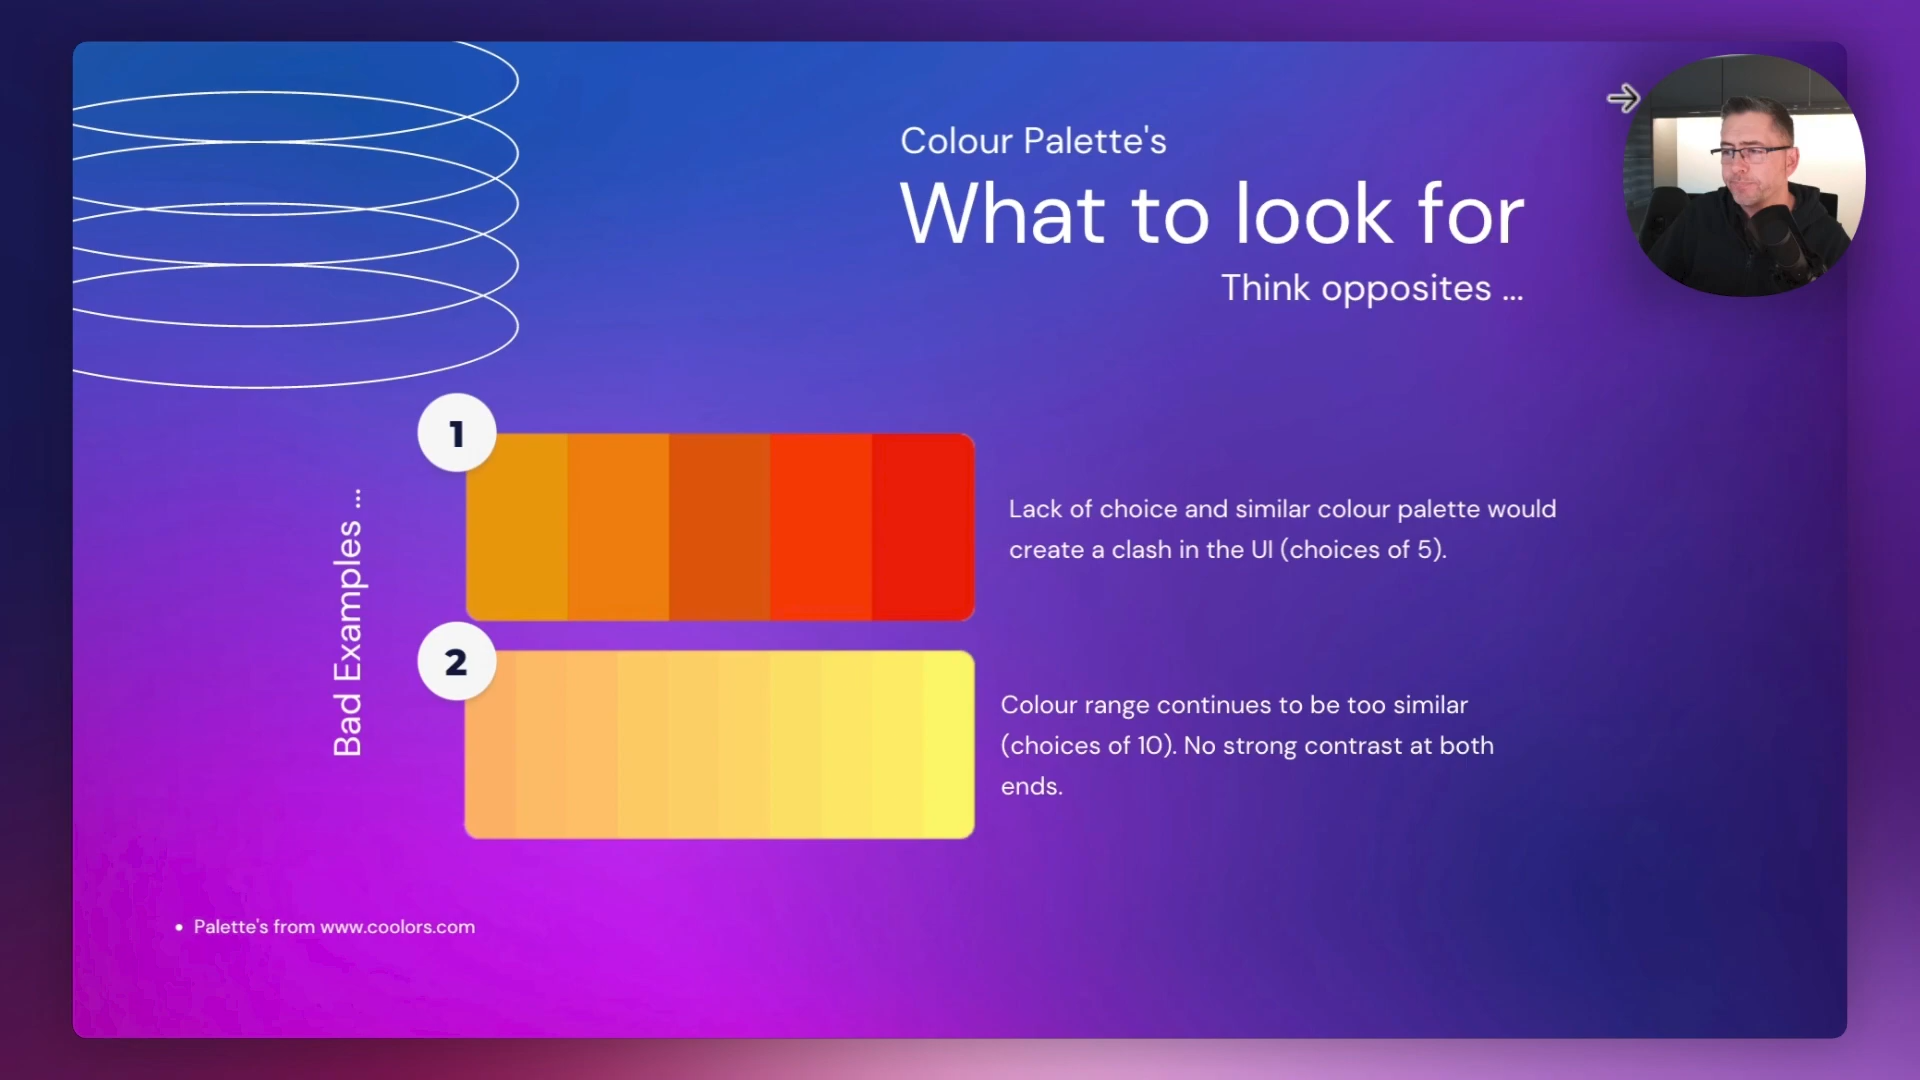 Colour Palette's
What to look for
Think opposites ...
Bad Examples ...
1
Lack of choice and similar colour palette would
create a clash in the UI (choices of 5).
2
Colour range continues to be too similar
(choices of 10). No strong contrast at both
ends.
• Palette's from www.coolors.com